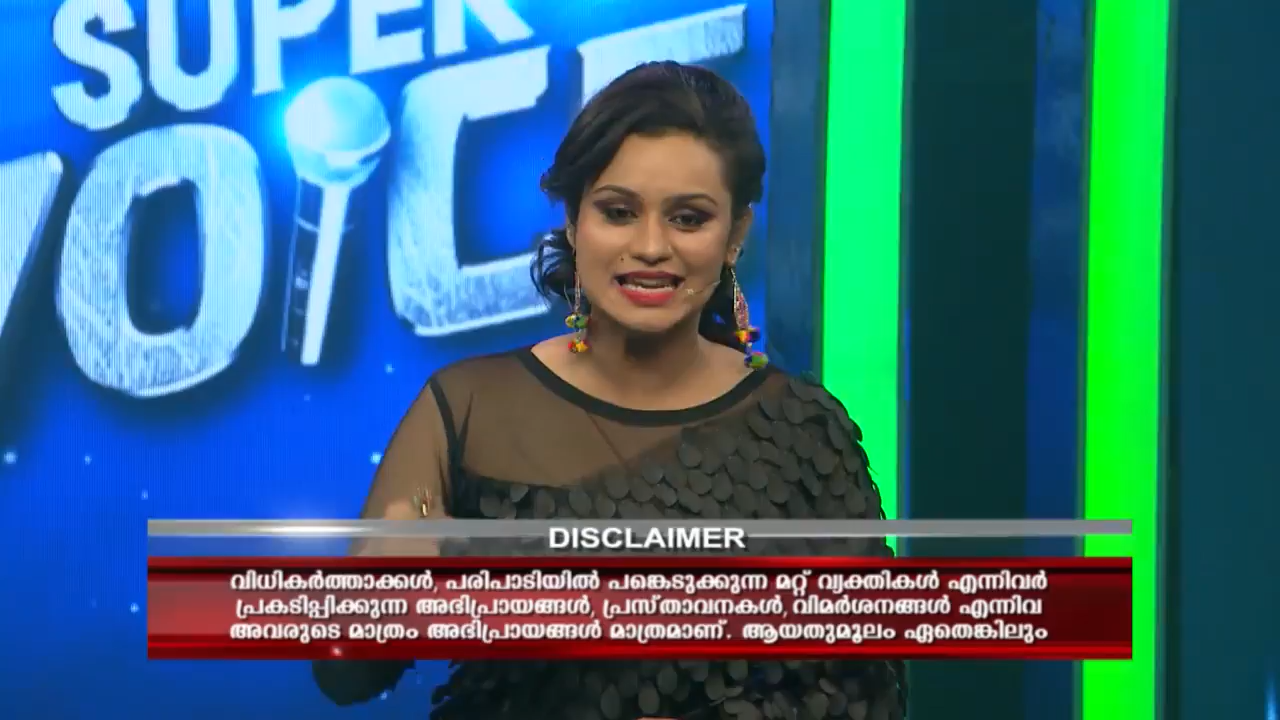 SUPER
VOICE
DISCLAIMER
വിധികർത്താക്കൾ, പരിപാടിയിൽ പങ്കെടുക്കുന്ന മറ്റ് വ്യക്തികൾ എന്നിവർ
പ്രകടിപ്പിക്കുന്ന അഭിപ്രായങ്ങൾ, പ്രസ്താവനകൾ, വിമർശനങ്ങൾ എന്നിവ
അവരുടെ മാത്രം അഭിപ്രായങ്ങൾ മാത്രമാണ്. ആയതുമൂലം ഏതെങ്കിലും